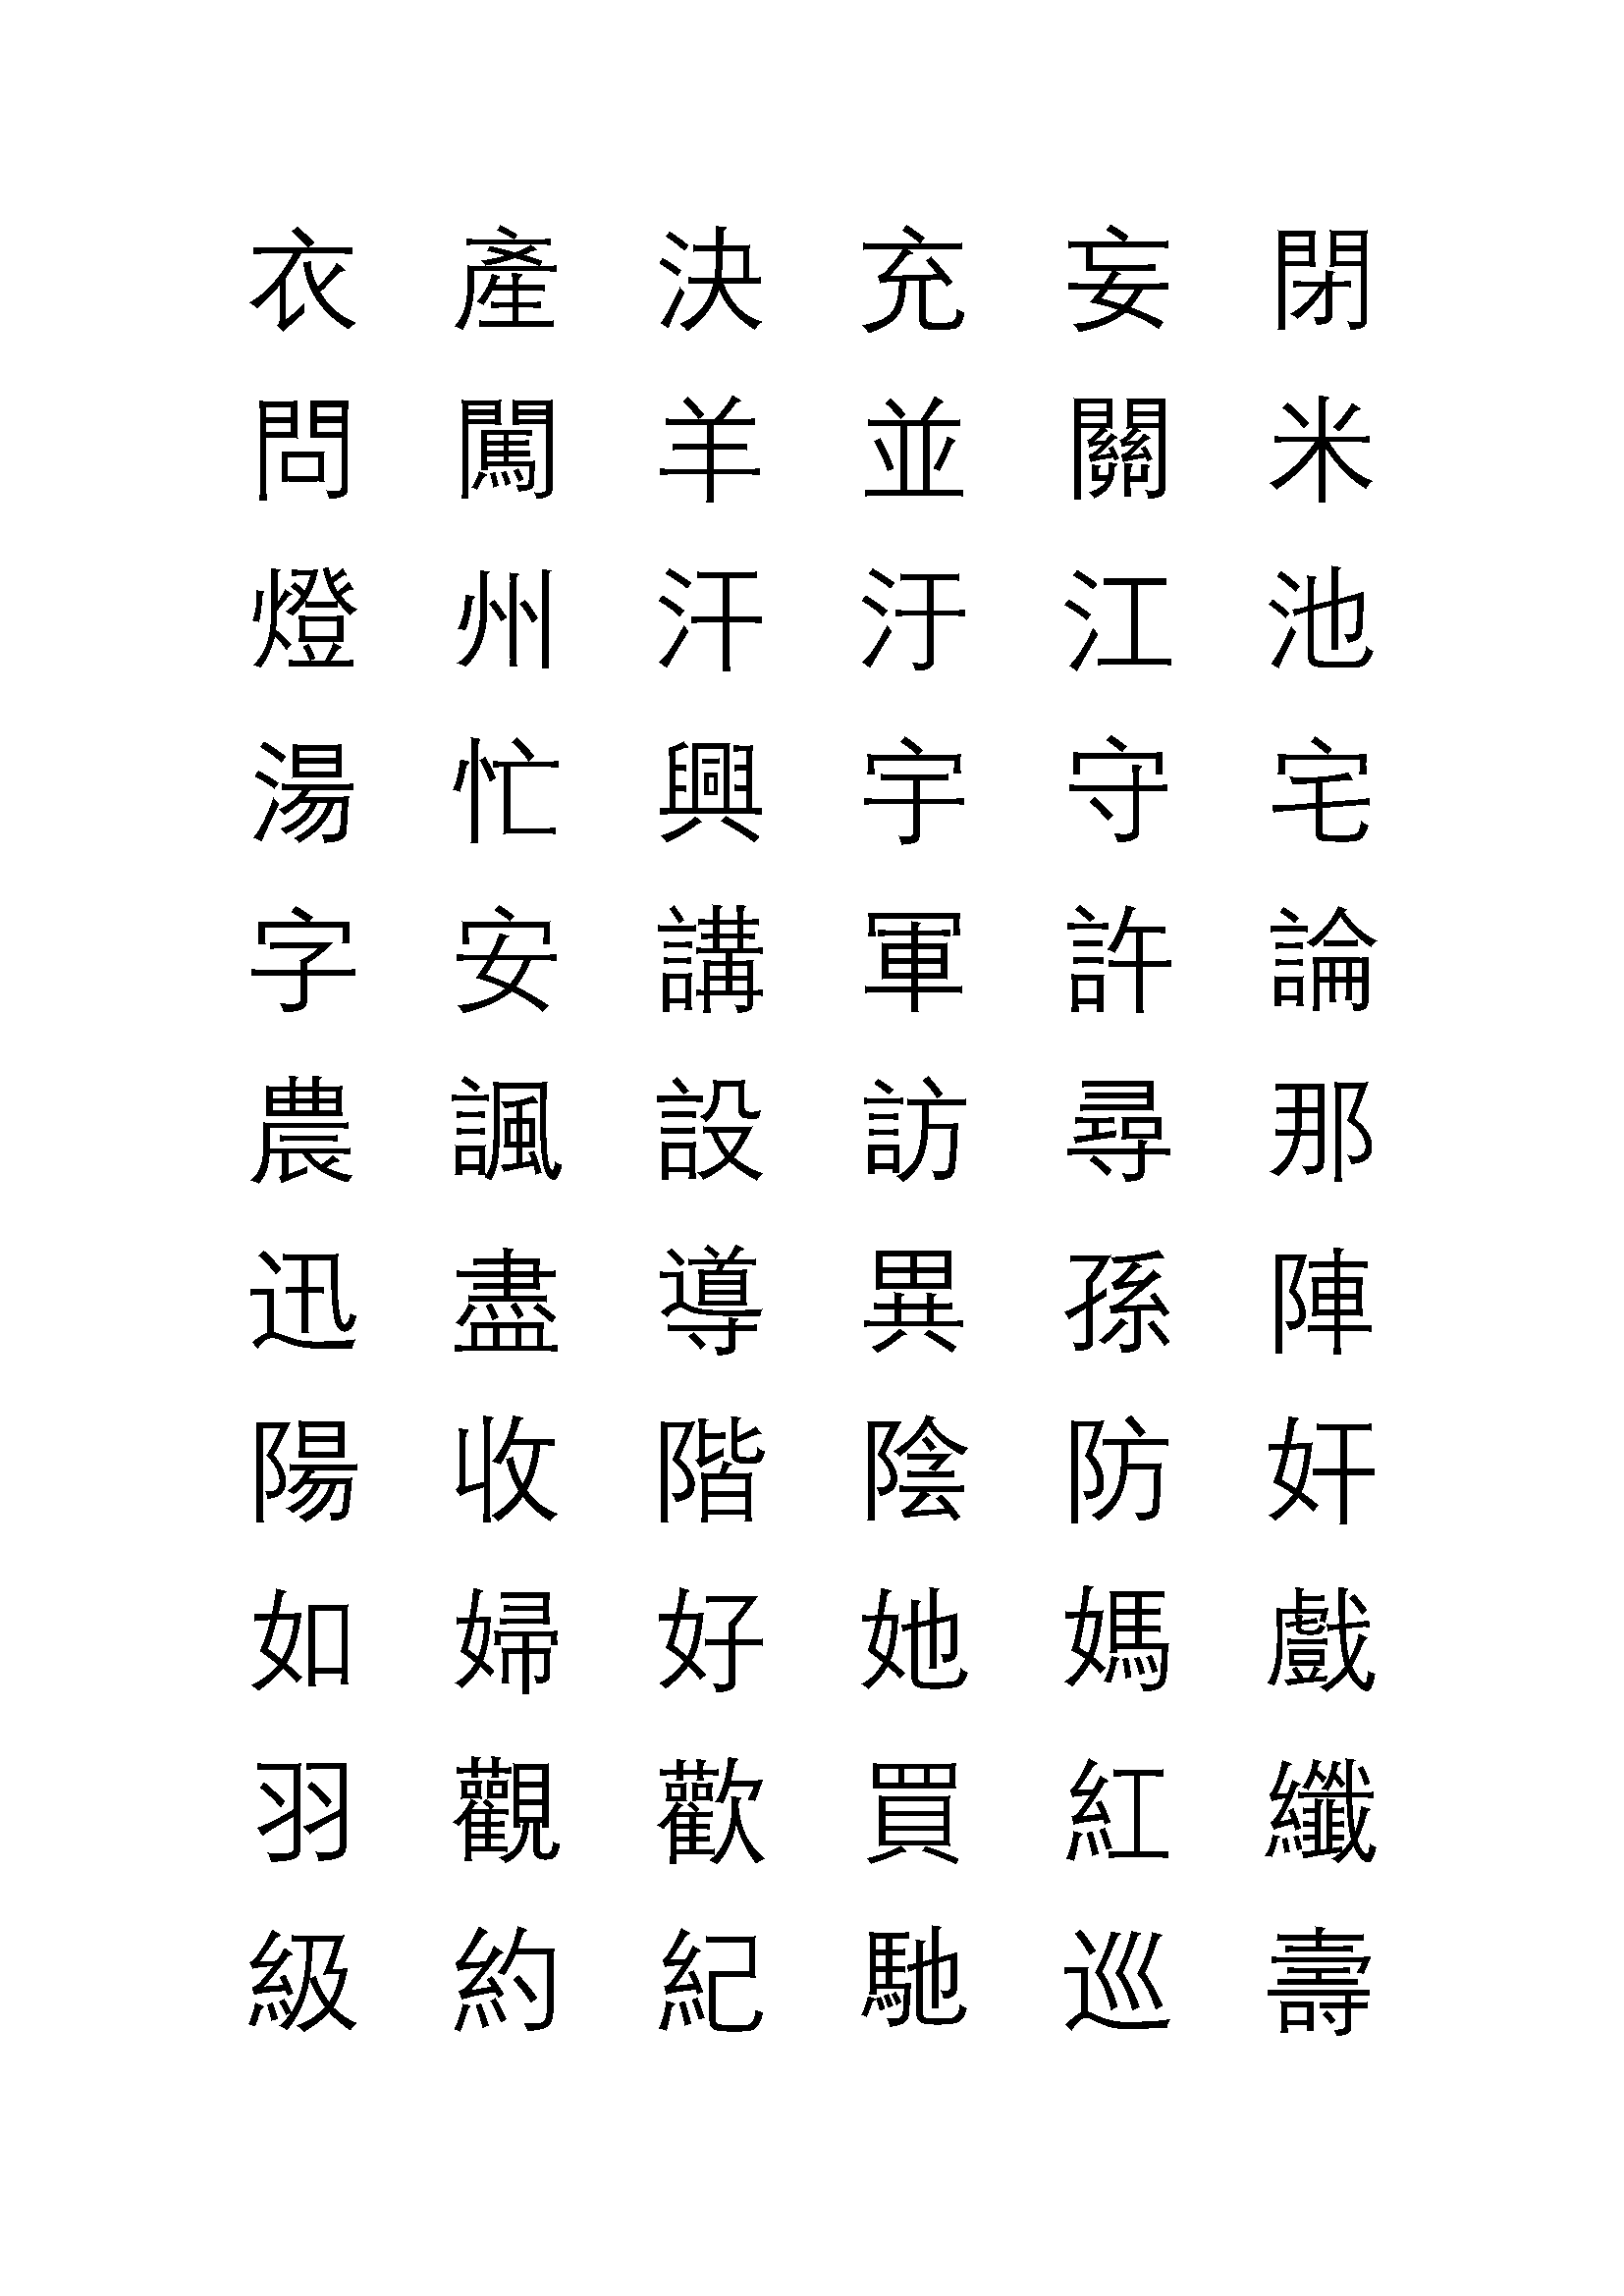 衣 產 決 充 妄 閉
問 闖 羊 並 關 米
燈 州 汗 汙 江 池
湯 忙 興 宇 守 宅
字 安 講 軍 許 論
農 諷 設 訪 尋 那
迅 盡 導 異 孫 陣
陽 收 階 陰 防 奸
如 婦 好 她 媽 戲
羽 觀 歡 買 紅 纖
級 約 紀 馳 巡 壽